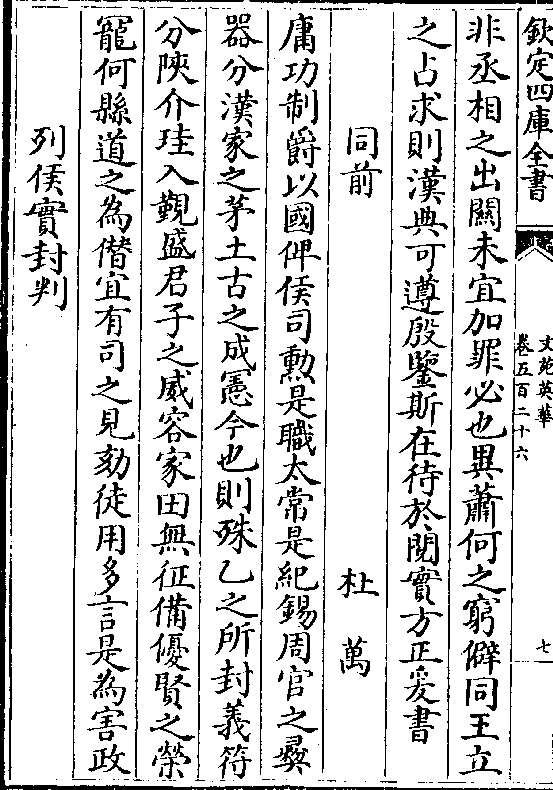 欽定四庫全書
文苑英華
卷五百二十六
七
非丞相之出關未宜加罪必也異蕭何之窮僻同王立
之占求則漢典可遵殷鑒斯在待於閱實方正爰書
同前 杜萬
庸功制爵以國俾侯司勲是職太常是紀錫周官之彜
器分漢家之茅土古之成憲今也則殊乙之所封義符
分陜介珪入覲盛君子之威容家田無征備優賢之榮
寵何縣道之為僭宜有司之見劾徒用多言是為害政
列侯實封判